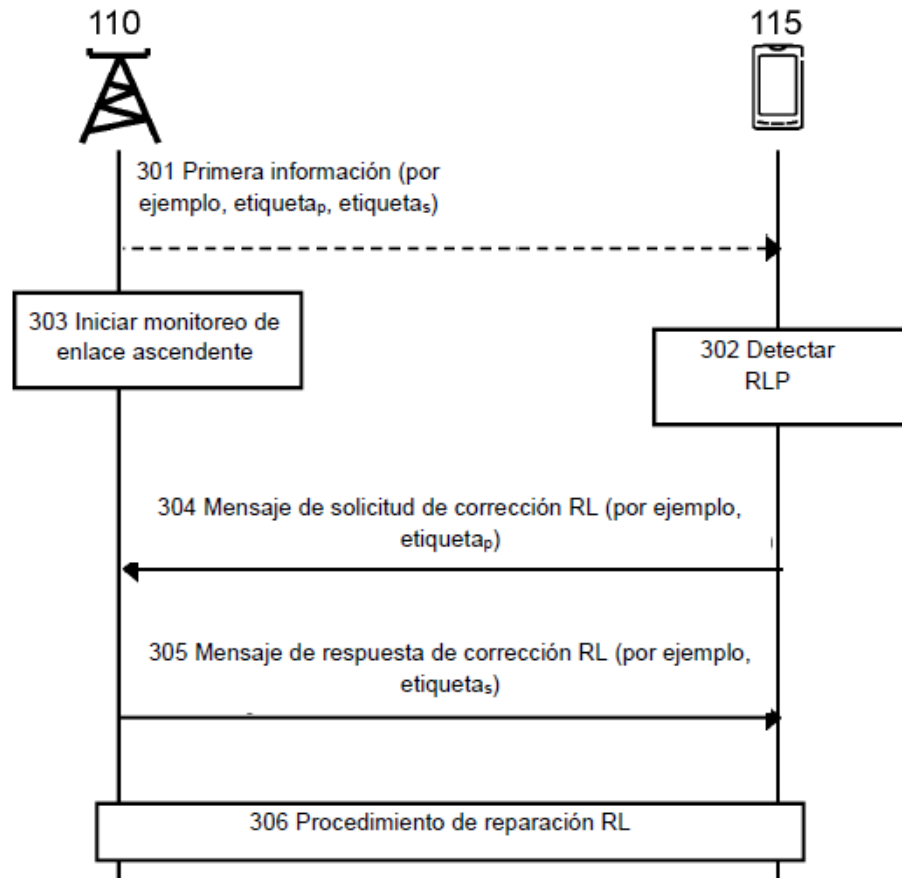 110
115
301 Primera información (por
ejemplo, etiquetaₚ, etiquetaₛ)
303 Iniciar monitoreo de
enlace ascendente
302 Detectar
RLP
304 Mensaje de solicitud de corrección RL (por ejemplo,
etiquetaₚ)
305 Mensaje de respuesta de corrección RL (por ejemplo,
etiquetaₛ)
306 Procedimiento de reparación RL